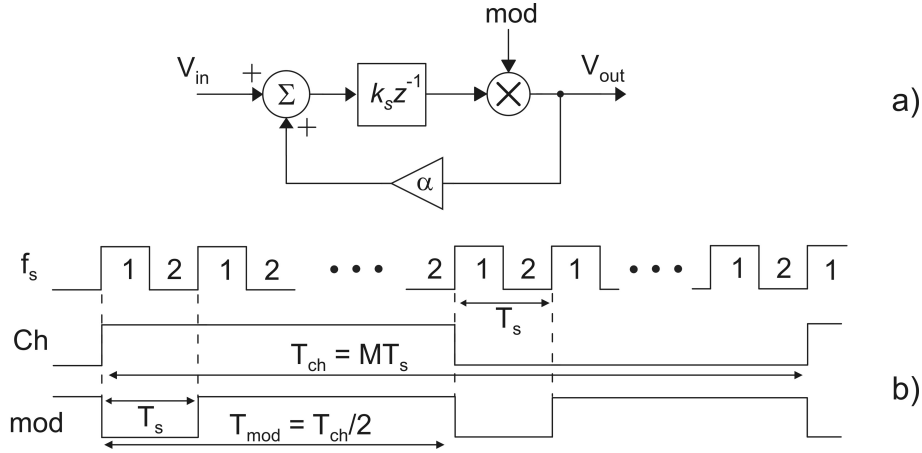 mod
V_in + Σ k_s z^-1 × V_out
a)
+
α
f_s 1 2 1 2 • • • 2 1 2 1 • • • 1 2 1
T_s
Ch
T_ch = MT_s
b)
mod T_s T_mod = T_ch/2